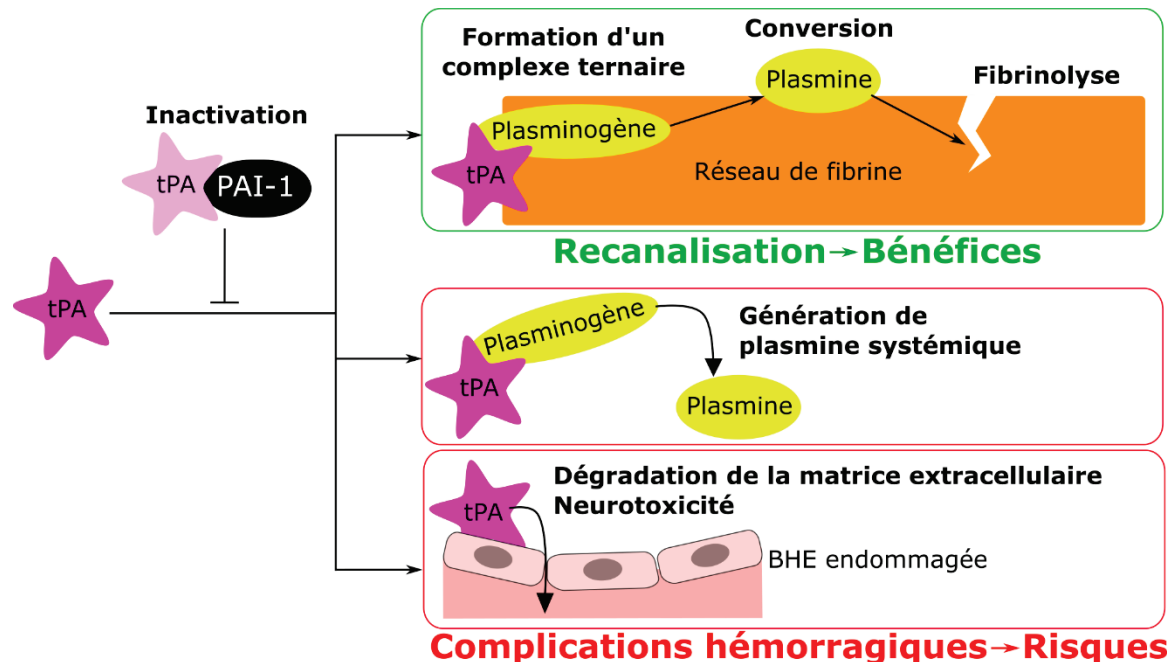 Inactivation
tPA
PAI-1
tPA
Formation d'un
complexe ternaire
Conversion
Plasmine
Fibrinolyse
Plasminogène
tPA
Réseau de fibrine
Recanalisation→Bénéfices
Plasminogène
tPA
Génération de
plasmine systémique
Plasmine
Dégradation de la matrice extracellulaire
Neurotoxicité
tPA
BHE endommagée
Complications hémorragiques→Risques